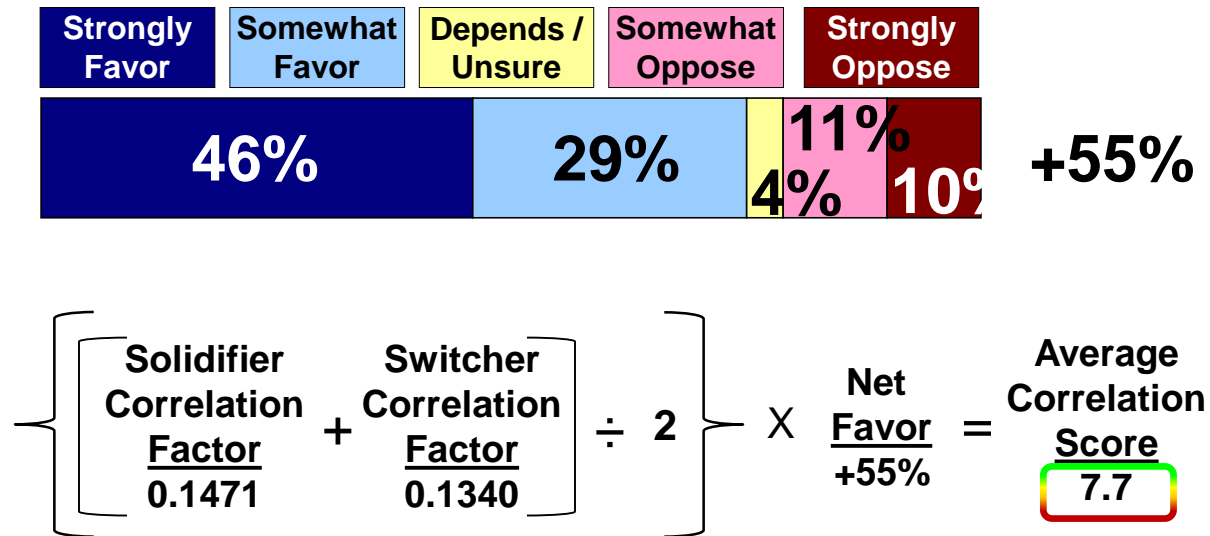 Strongly Favor
Somewhat Favor
Depends / Unsure
Somewhat Oppose
Strongly Oppose
46%
29%
4%
11%
10%
+55%
Solidifier
Correlation
Factor
0.1471
+
Switcher
Correlation
Factor
0.1340
÷ 2
X
Net
Favor
+55%
=
Average
Correlation
Score
7.7